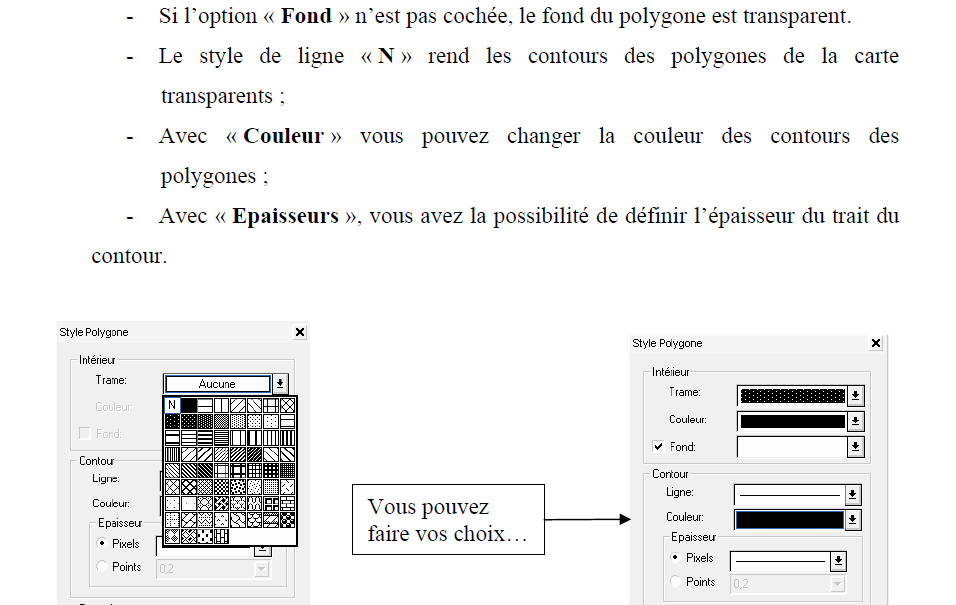 - Si l’option « Fond » n’est pas cochée, le fond du polygone est transparent.
- Le style de ligne « N » rend les contours des polygones de la carte
transparents ;
- Avec « Couleur » vous pouvez changer la couleur des contours des
polygones ;
- Avec « Epaisseurs », vous avez la possibilité de définir l’épaisseur du trait du
contour.
Style Polygone
Intérieur
Trame: Aucune
N
Couleur:
Fond:
Contour
Ligne:
Couleur:
Epaisseur
Pixels
Points 0,2
Vous pouvez
faire vos choix…
Style Polygone
Intérieur
Trame:
Couleur:
Fond:
Contour
Ligne:
Couleur:
Epaisseur
Pixels
Points 0,2